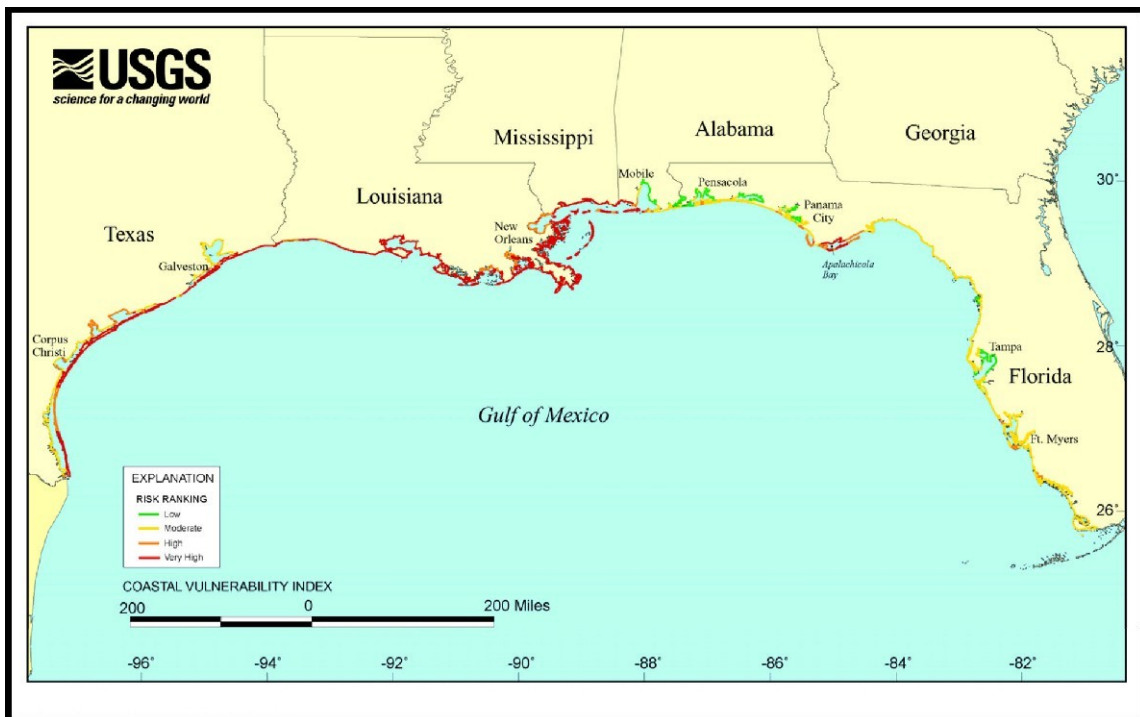 USGS
science for a changing world
Mississippi
Alabama
Georgia
Mobile
Pensacola
30°
Louisiana
Panama
City
New
Orleans
Texas
Apalachicola
Bay
Galveston
Corpus
Christi
28°
Tampa
Florida
Gulf of Mexico
Ft. Myers
EXPLANATION
RISK RANKING
Low
Moderate
High
Very High
26°
COASTAL VULNERABILITY INDEX
200 0 200 Miles
-96° -94° -92° -90° -88° -86° -84° -82°